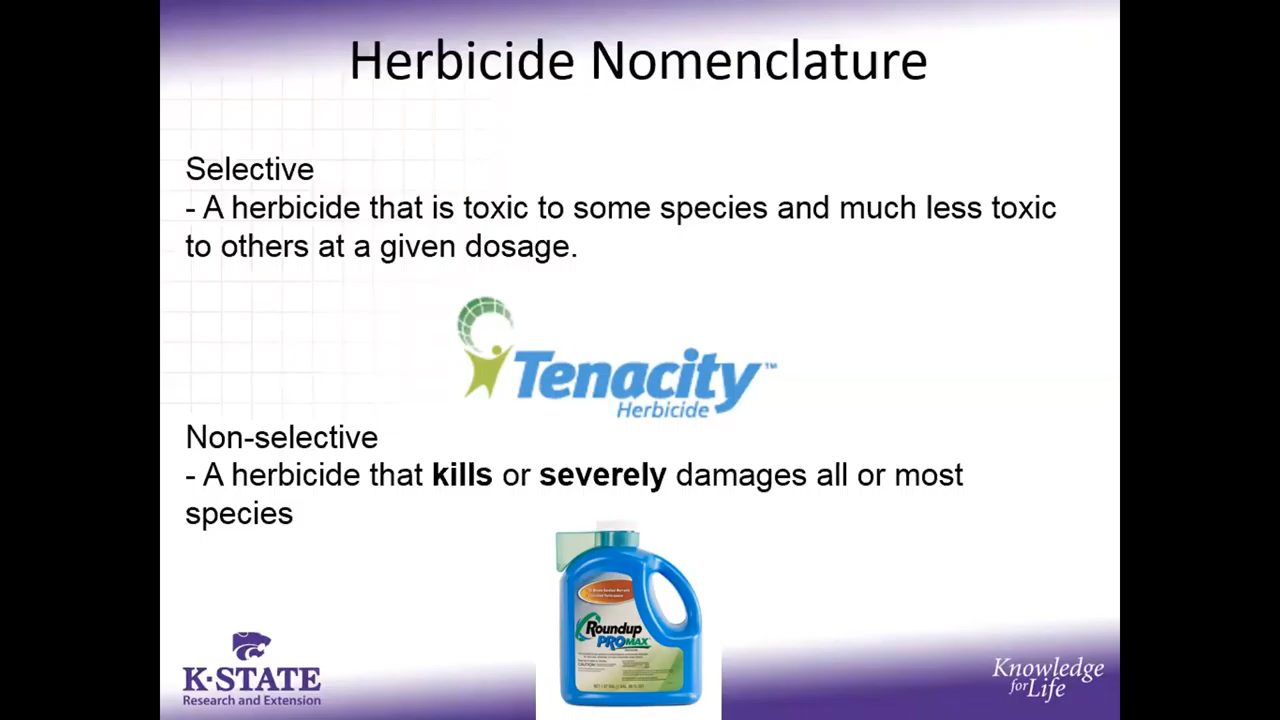 Herbicide Nomenclature
Selective
- A herbicide that is toxic to some species and much less toxic
to others at a given dosage.
Tenacity™
Herbicide
Non-selective
- A herbicide that kills or severely damages all or most
species
Roundup
PROMAX
CAUTION
K-STATE
Research and Extension
Knowledge
for Life